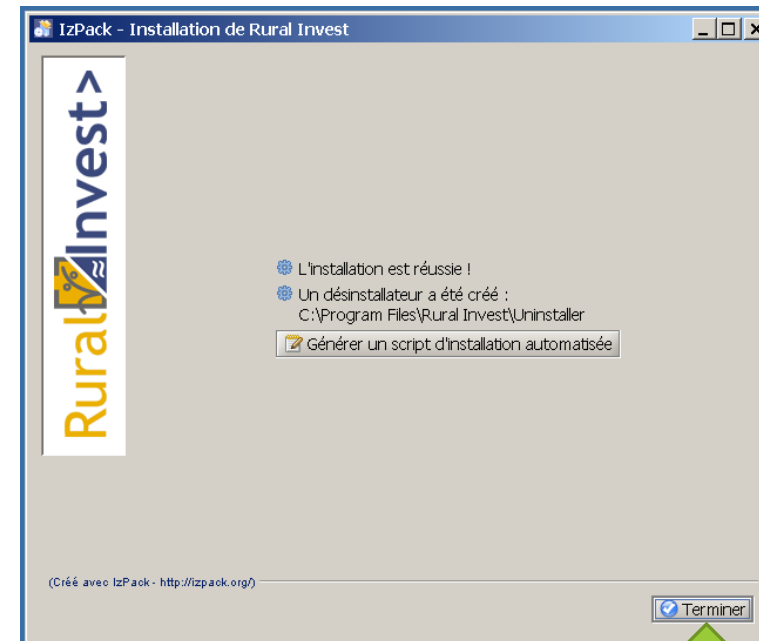 IzPack - Installation de Rural Invest
Rural Invest>
L'installation est réussie !
Un désinstallateur a été créé :
C:\Program Files\Rural Invest\Uninstaller
Générer un script d'installation automatisée
(Créé avec IzPack - http://izpack.org/)
Terminer